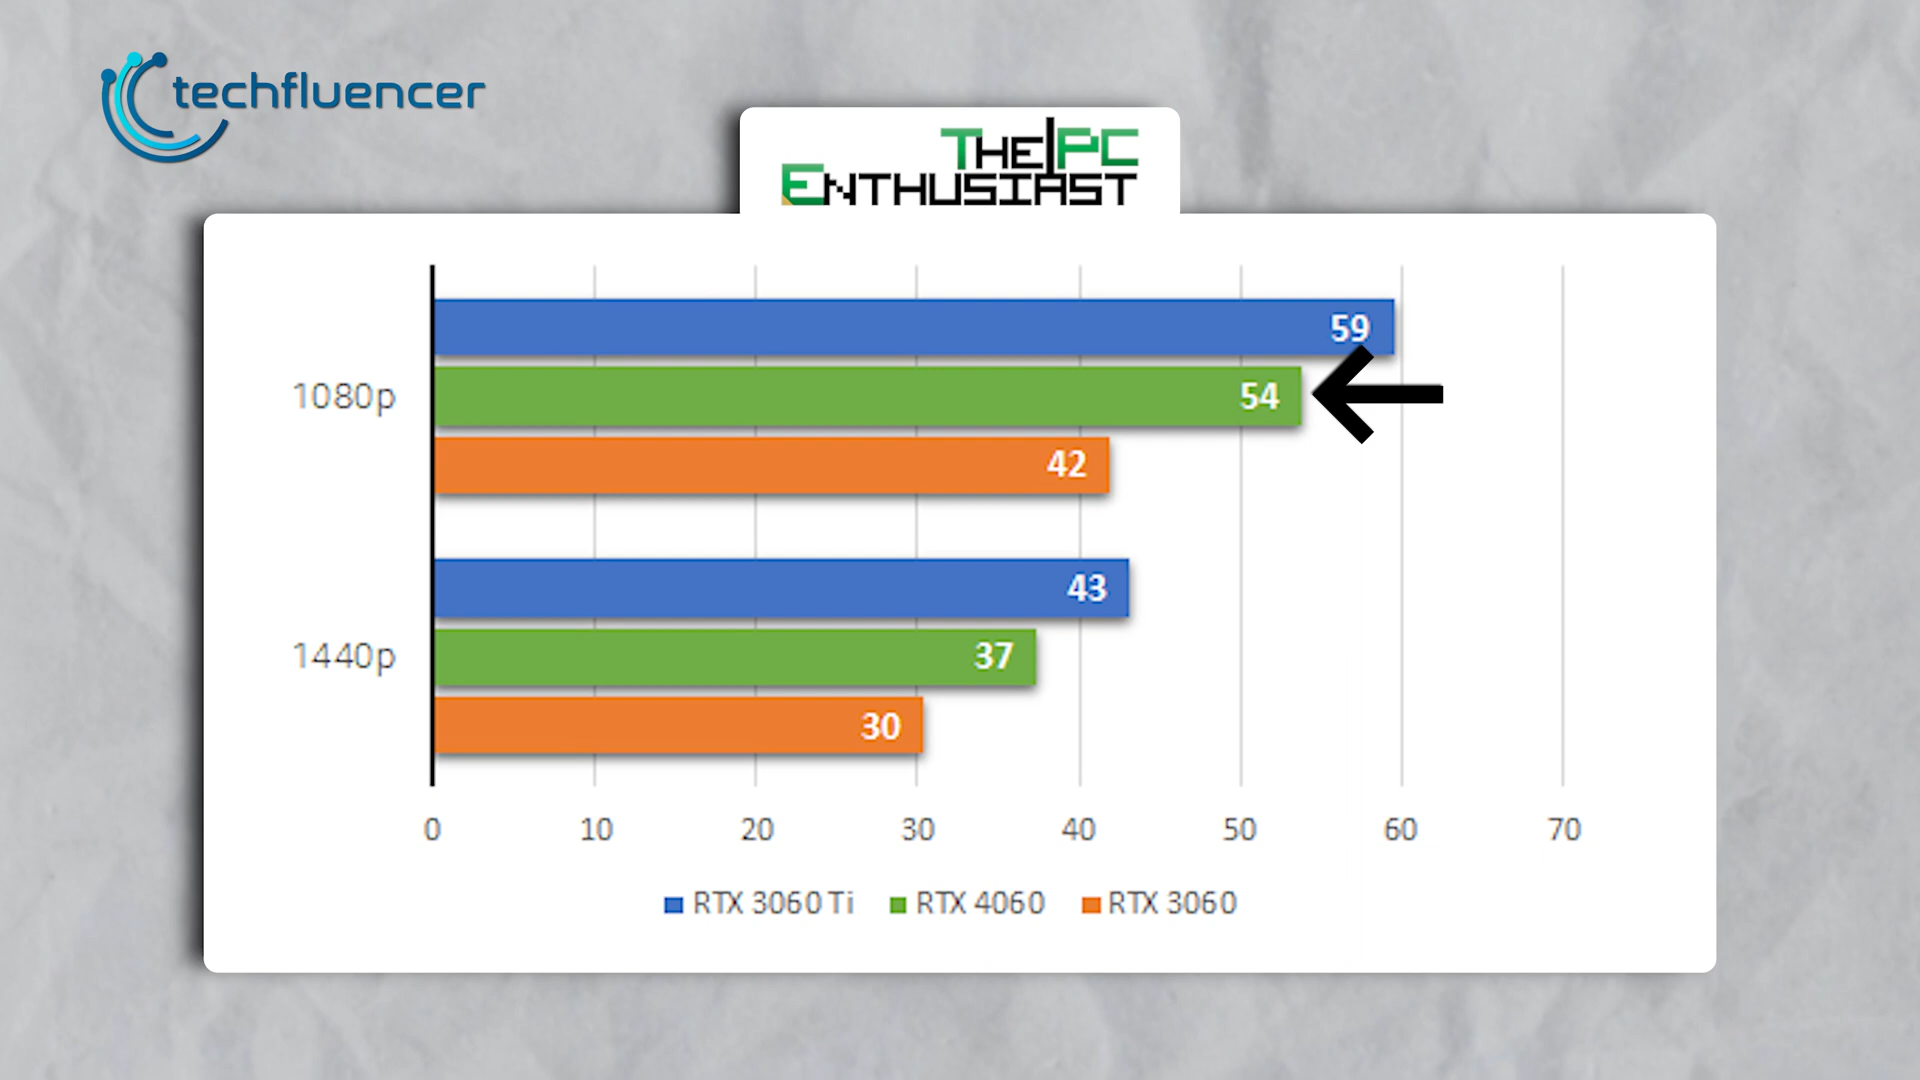 techfluencer
THE PC
ENTHUSIAST
59
1080p
54
42
43
1440p
37
30
0 10 20 30 40 50 60 70
RTX 3060 Ti RTX 4060 RTX 3060